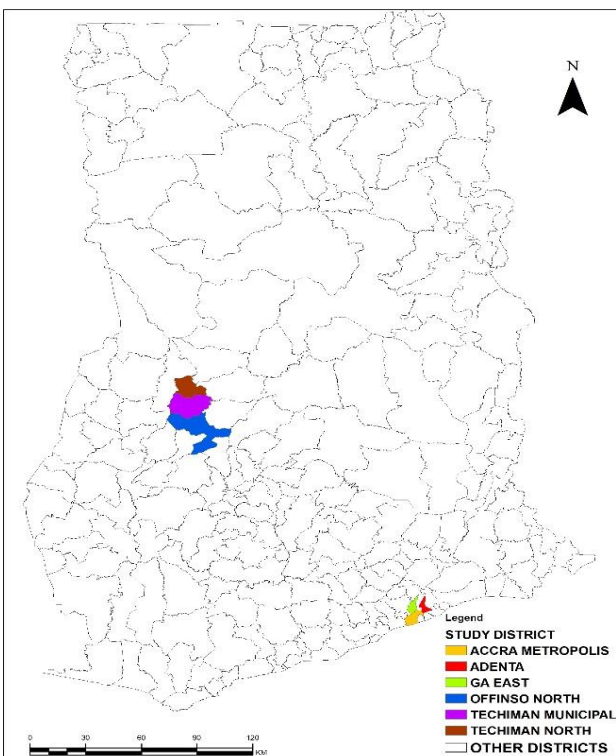 N
Legend
STUDY DISTRICT
ACCRA METROPOLIS
ADENTA
GA EAST
OFFINSO NORTH
TECHIMAN MUNICIPAL
TECHIMAN NORTH
OTHER DISTRICTS
0 30 60 90 120
KM